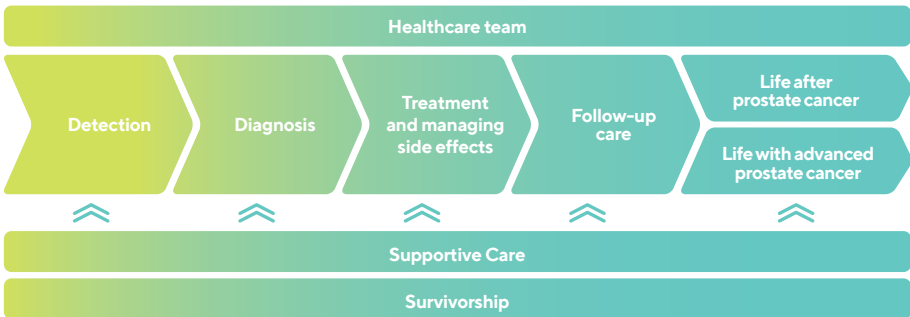 Healthcare team
Detection
Diagnosis
Treatment
and managing
side effects
Follow-up
care
Life after
prostate cancer
Life with advanced
prostate cancer
Supportive Care
Survivorship